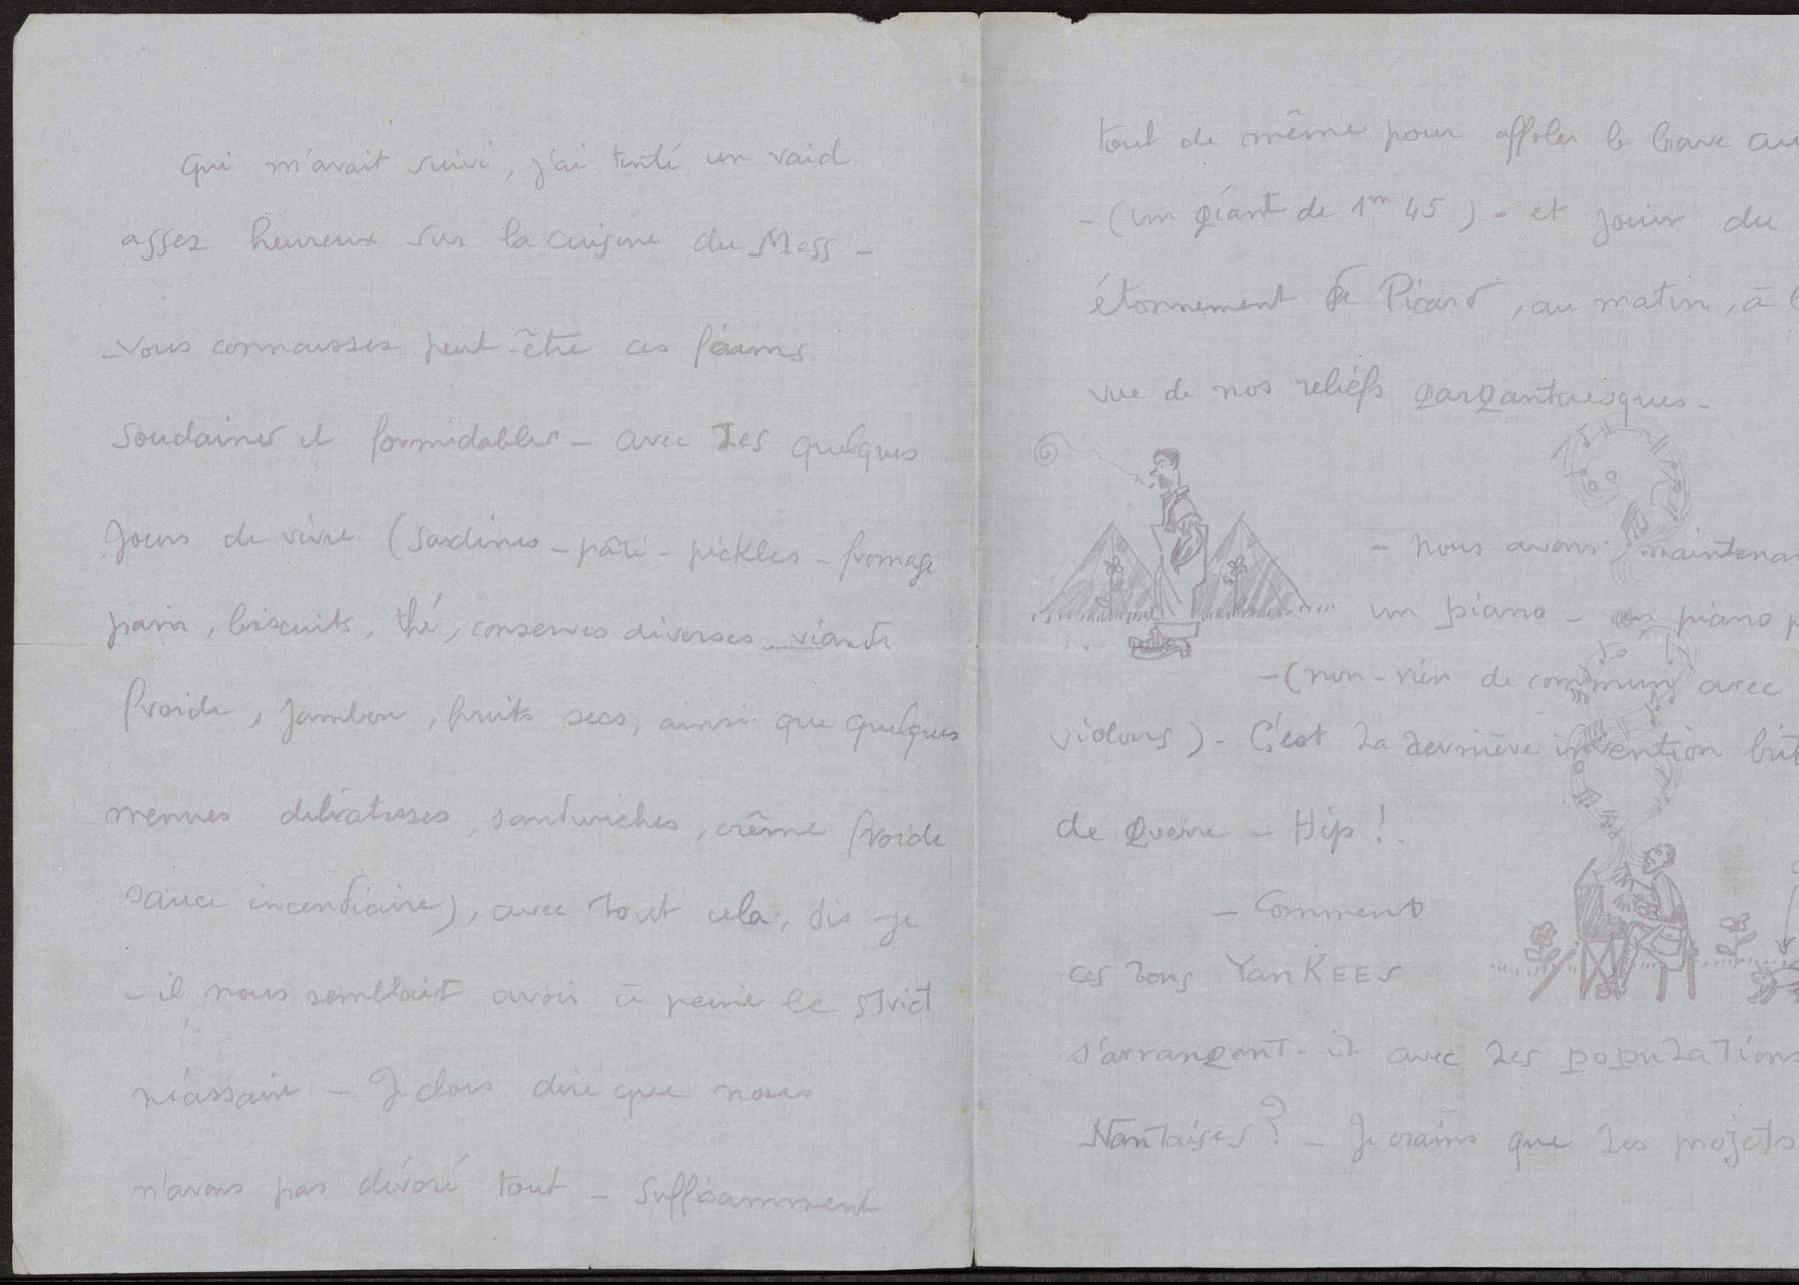 Qui m'avait suivi, j'ai tenté un raid
assez heureux sur la cuisine du Mess -
- Vous connaissez peut-être ces faims
soudaines et formidables - avec les quelques
jours de vivre (sardines - pâté - pickles - fromage
pain, biscuits, thé, conserves diverses, viande
froide, jambon, fruits secs, ainsi que quelques
menues délicatesses, sandwiches, crême froide
sauce incendiaire), avec tout cela, dis-je
- il nous semblait avoir à peine le strict
nécessaire - Je dois dire que nous
n'avons pas dévoré tout - Suffisamment
tout de même pour affoler le brave au
- (un géant de 1m 45) - et jouir du
étonnement de Picard, au matin, à l
vue de nos reliefs gargantuesques -
- nous avons maintenan
un piano - un piano p
- (non - rien de commun avec
violons) - C'est la dernière invention brit
de guerre - Hip !
- Comment
ces bons YanKEES
s'arrangent-il avec les populations
Nantaises ? - Je crains que les projets